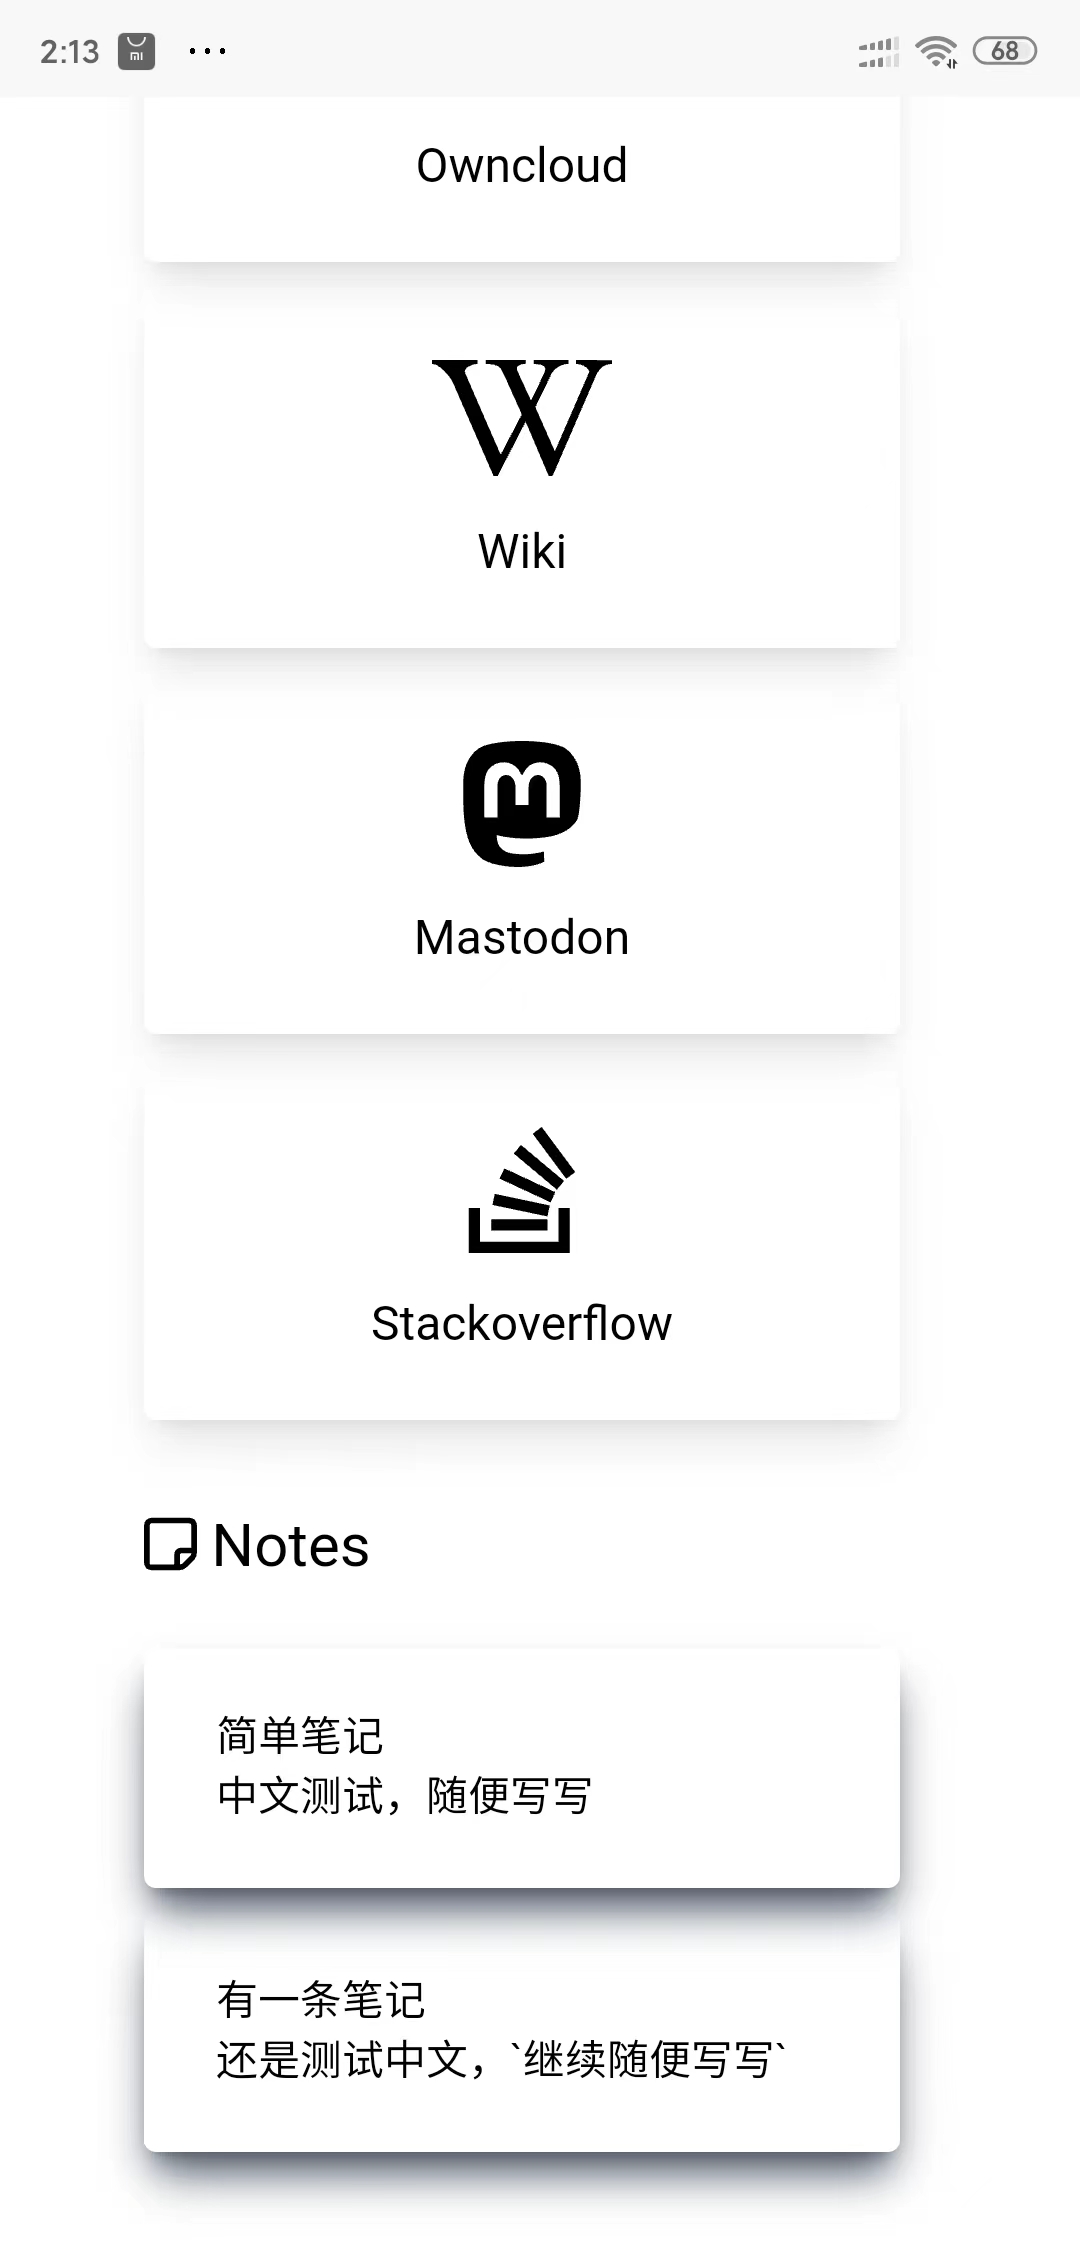 2:13
68
Owncloud
Wiki
Mastodon
Stackoverflow
Notes
简单笔记
中文测试，随便写写
有一条笔记
还是测试中文，`继续随便写写`